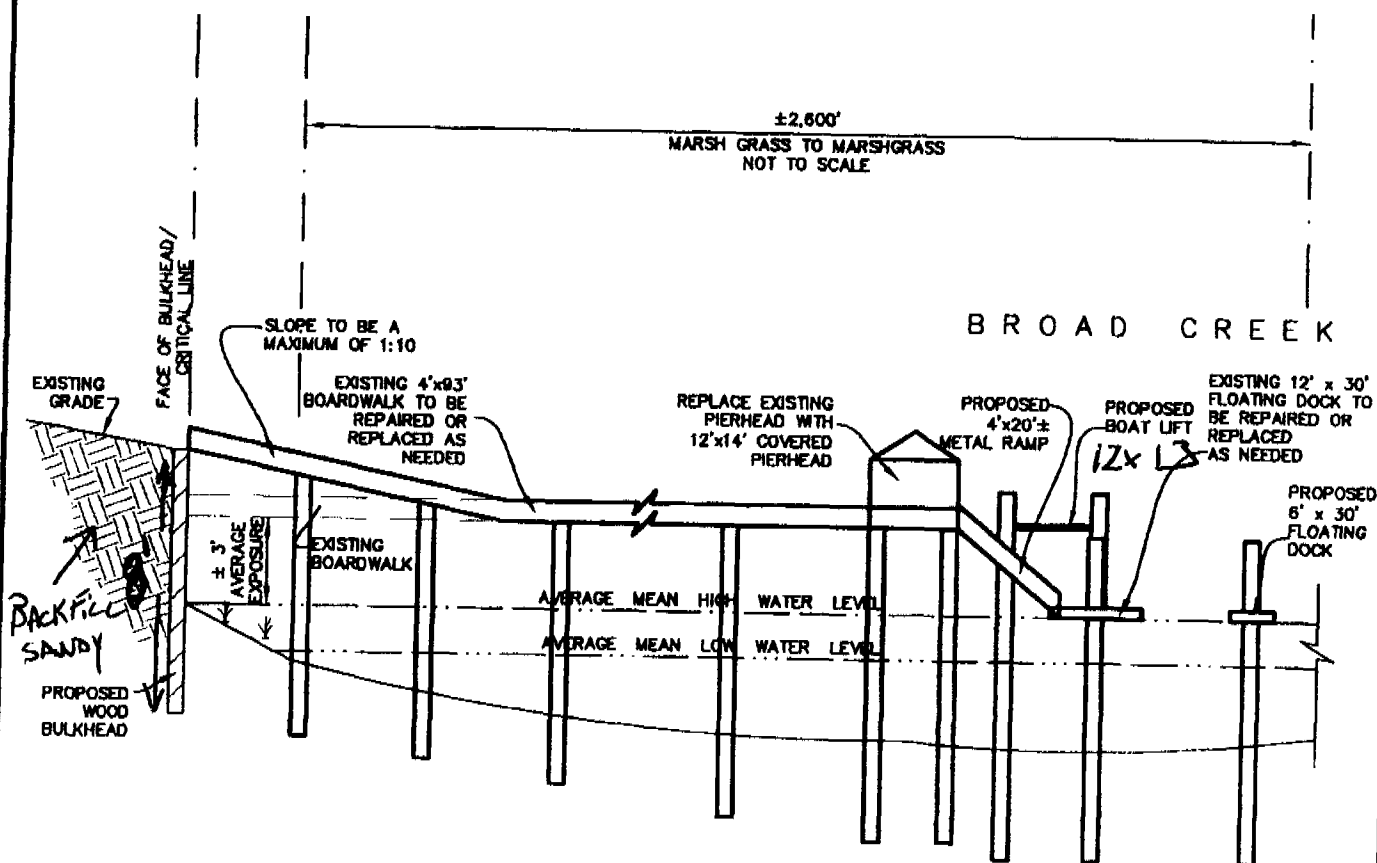 ±2,600'
MARSH GRASS TO MARSHGRASS
NOT TO SCALE
FACE OF BULKHEAD/
CRITICAL LINE
BROAD CREEK
SLOPE TO BE A
MAXIMUM OF 1:10
EXISTING
GRADE
EXISTING 4'x93'
BOARDWALK TO BE
REPAIRED OR
REPLACED AS
NEEDED
REPLACE EXISTING
PIERHEAD WITH
12'x14' COVERED
PIERHEAD
PROPOSED
4'x20'±
METAL RAMP
PROPOSED
BOAT LIFT
12x
EXISTING 12' x 30'
FLOATING DOCK TO
BE REPAIRED OR
REPLACED
AS NEEDED
PROPOSED
6' x 30'
FLOATING
DOCK
± 3'
AVERAGE
EXPOSURE
EXISTING
BOARDWALK
AVERAGE MEAN HIGH WATER LEVEL
AVERAGE MEAN LOW WATER LEVEL
BACKFILL
SANDY
PROPOSED
WOOD
BULKHEAD